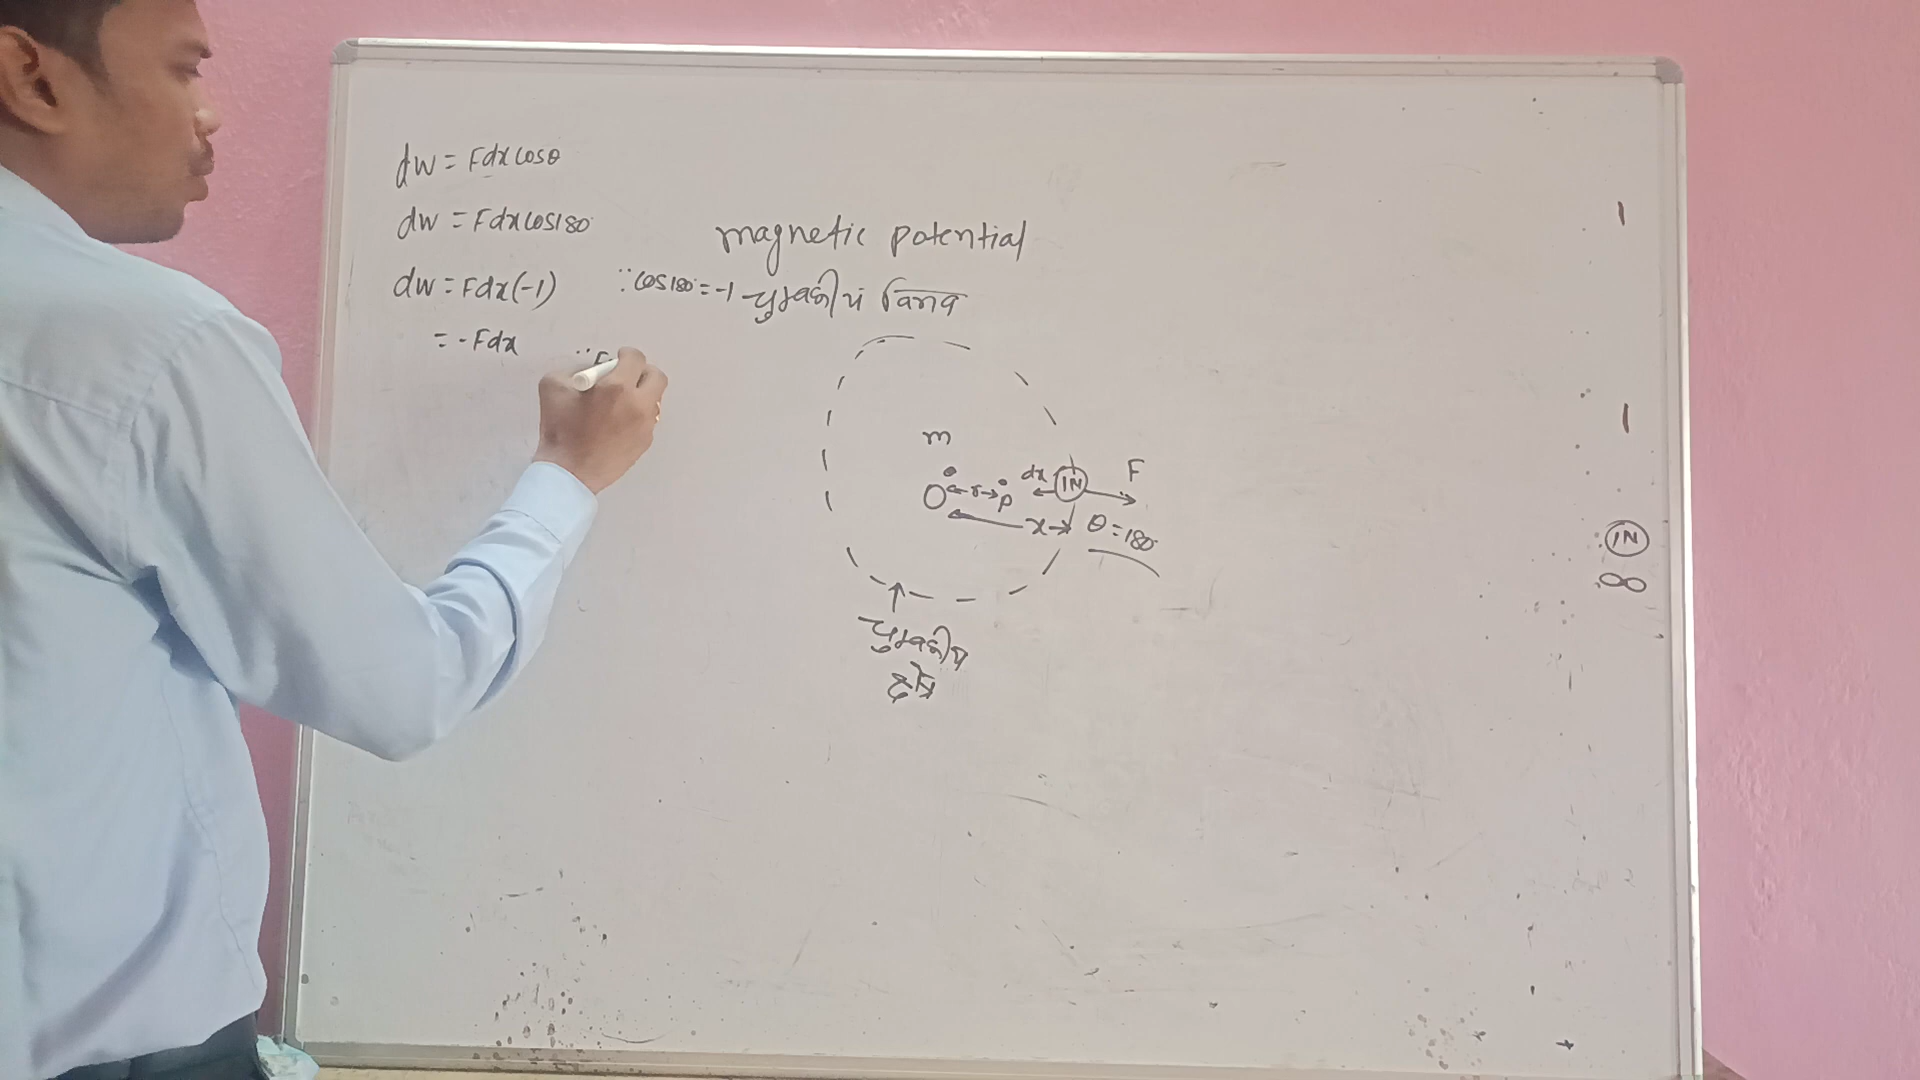 dw = Fdx cosθ
dw = Fdx cos180°
dw = Fdx(-1) ∵ cos180° = -1
= -Fdx ∵ F
magnetic potential
चुम्बकीय विभव
m
O r P dx 1N F
x θ = 180°
चुम्बकीय
क्षेत्र
1N
∞